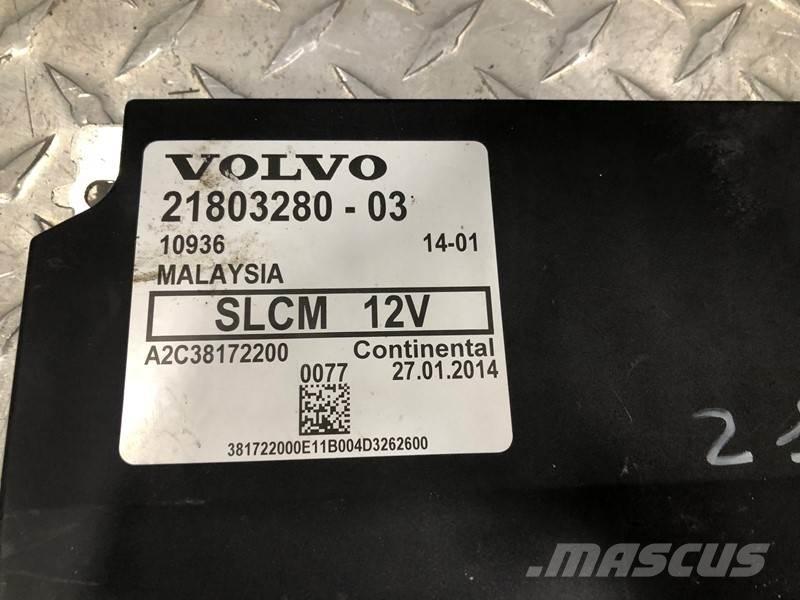 VOLVO
21803280 - 03
10936 14-01
MALAYSIA
SLCM 12V
A2C38172200 Continental
0077 27.01.2014
381722000E11B004D3262600
MASCUS